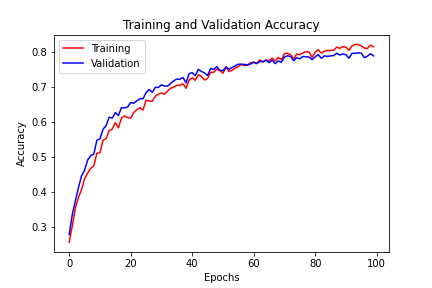 Training and Validation Accuracy
Training
Validation
Accuracy
0.8
0.7
0.6
0.5
0.4
0.3
0 20 40 60 80 100
Epochs